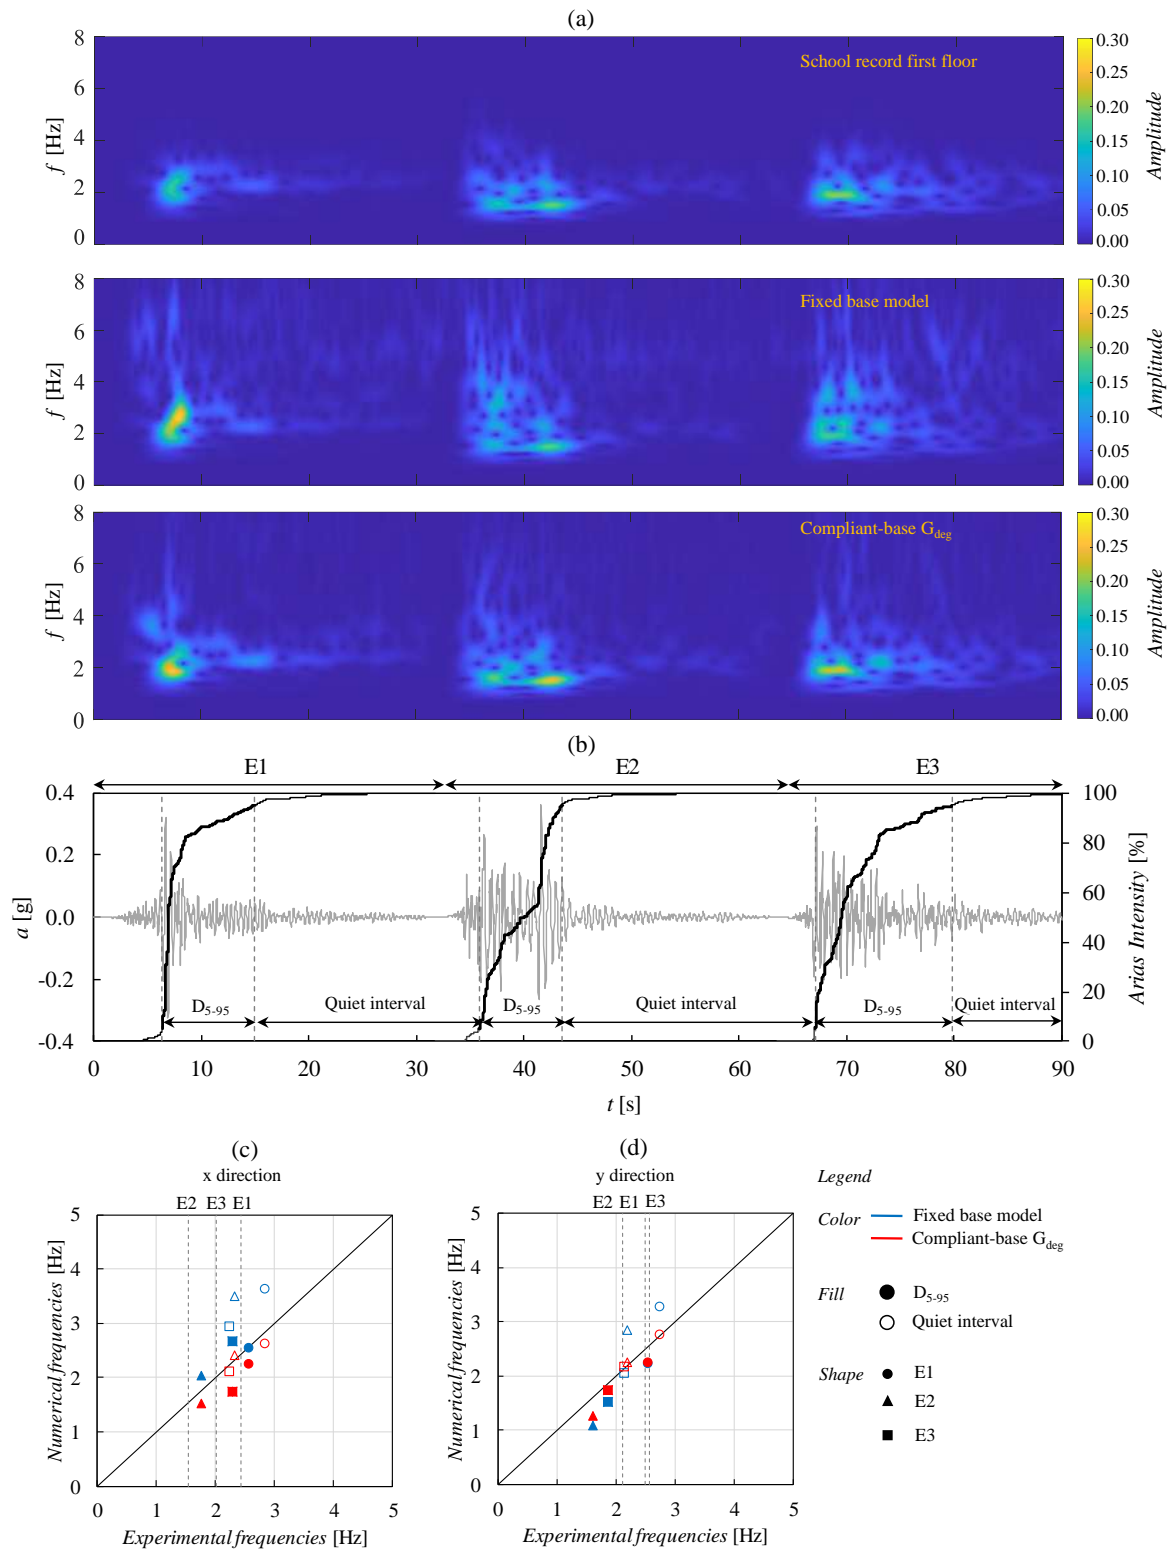 (a)
8
6
4
2
0
f [Hz]
School record first floor
0.30
0.25
0.20
0.15
0.10
0.05
0.00
Amplitude
8
6
4
2
0
f [Hz]
Fixed base model
0.30
0.25
0.20
0.15
0.10
0.05
0.00
Amplitude
8
6
4
2
0
f [Hz]
Compliant-base Gdeg
0.30
0.25
0.20
0.15
0.10
0.05
0.00
Amplitude
(b)
E1 E2 E3
0.4
0.2
0.0
-0.2
-0.4
a [g]
100
80
60
40
20
0
Arias Intensity [%]
D5-95 Quiet interval D5-95 Quiet interval D5-95 Quiet interval
0 10 20 30 40 50 60 70 80 90
t [s]
(c)
x direction
E2 E3 E1
5
4
3
2
1
0
Numerical frequencies [Hz]
0 1 2 3 4 5
Experimental frequencies [Hz]
(d)
y direction
E2 E1 E3
5
4
3
2
1
0
Numerical frequencies [Hz]
0 1 2 3 4 5
Experimental frequencies [Hz]
Legend
Color Fixed base model
Compliant-base Gdeg
Fill D5-95
Quiet interval
Shape E1
E2
E3